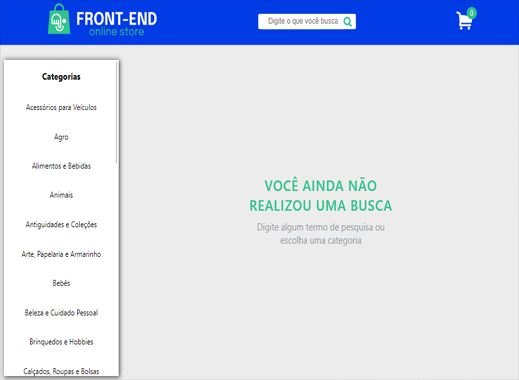 FRONT-END
online store
Digite o que você busca
0
Categorias
Acessórios para Veículos
Agro
Alimentos e Bebidas
Animais
Antiguidades e Coleções
Arte, Papelaria e Armarinho
Bebês
Beleza e Cuidado Pessoal
Brinquedos e Hobbies
Calçados, Roupas e Bolsas
VOCÊ AINDA NÃO
REALIZOU UMA BUSCA
Digite algum termo de pesquisa ou
escolha uma categoria